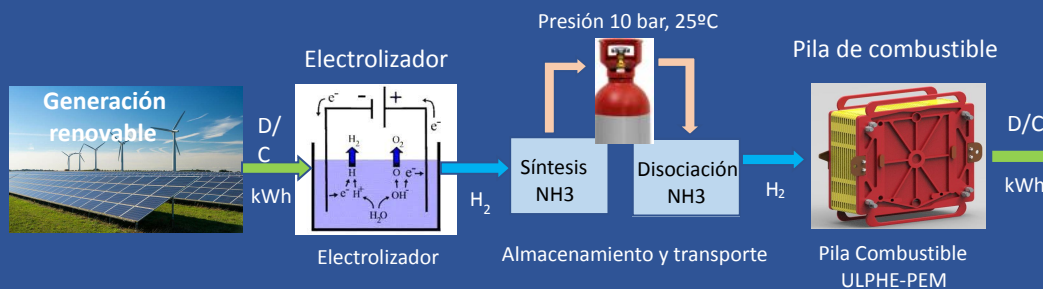 Presión 10 bar, 25ºC
Electrolizador
Pila de combustible
Generación
renovable
D/
C
kWh
- +
e⁻
e⁻
H₂ O₂
H O
e⁻
e⁻ H⁺ OH⁻
H₂O
H₂
Síntesis
NH3
Disociación
NH3
H₂
D/C
kWh
Electrolizador
Almacenamiento y transporte
Pila Combustible
ULPHE-PEM